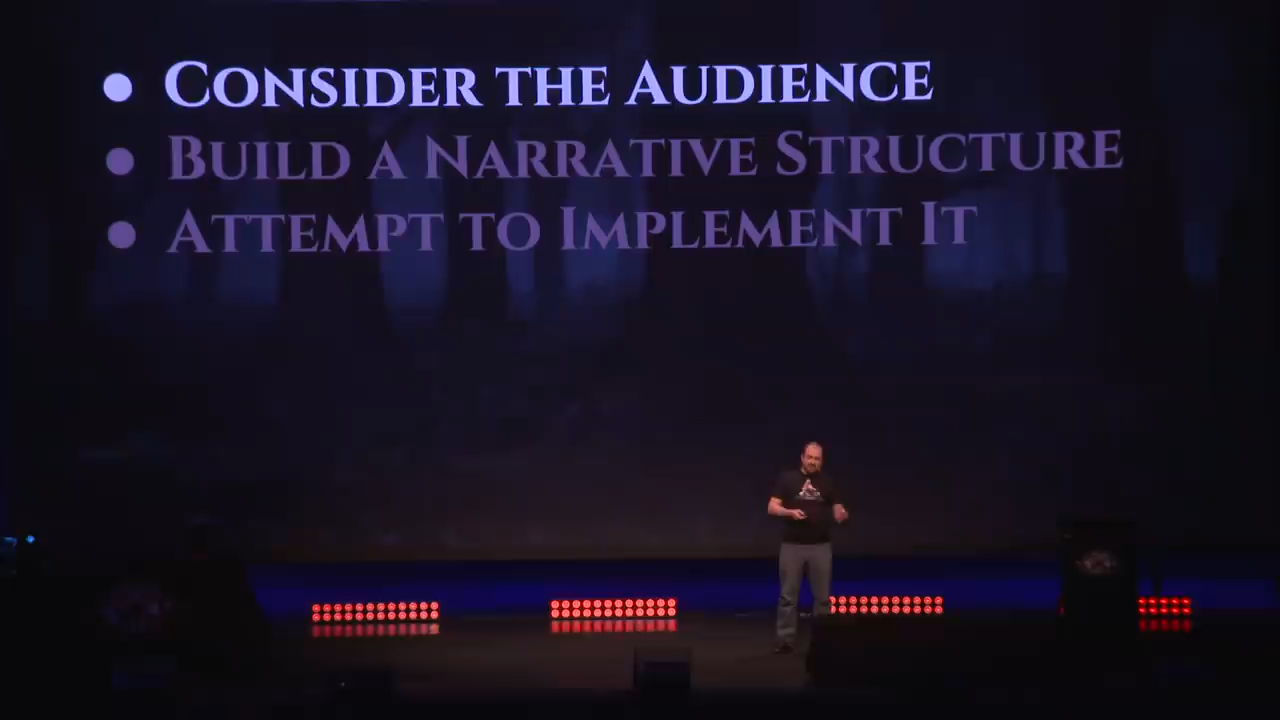 ● Consider the Audience
● Build a Narrative Structure
● Attempt to Implement It